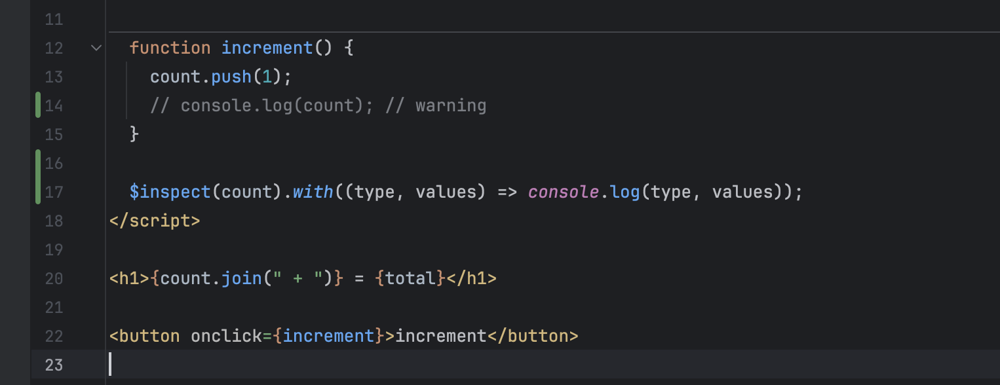 11
12 function increment() {
13 count.push(1);
14 // console.log(count); // warning
15 }
16
17 $inspect(count).with((type, values) => console.log(type, values));
18 </script>
19
20 <h1>{count.join(" + ")} = {total}</h1>
21
22 <button onclick={increment}>increment</button>
23